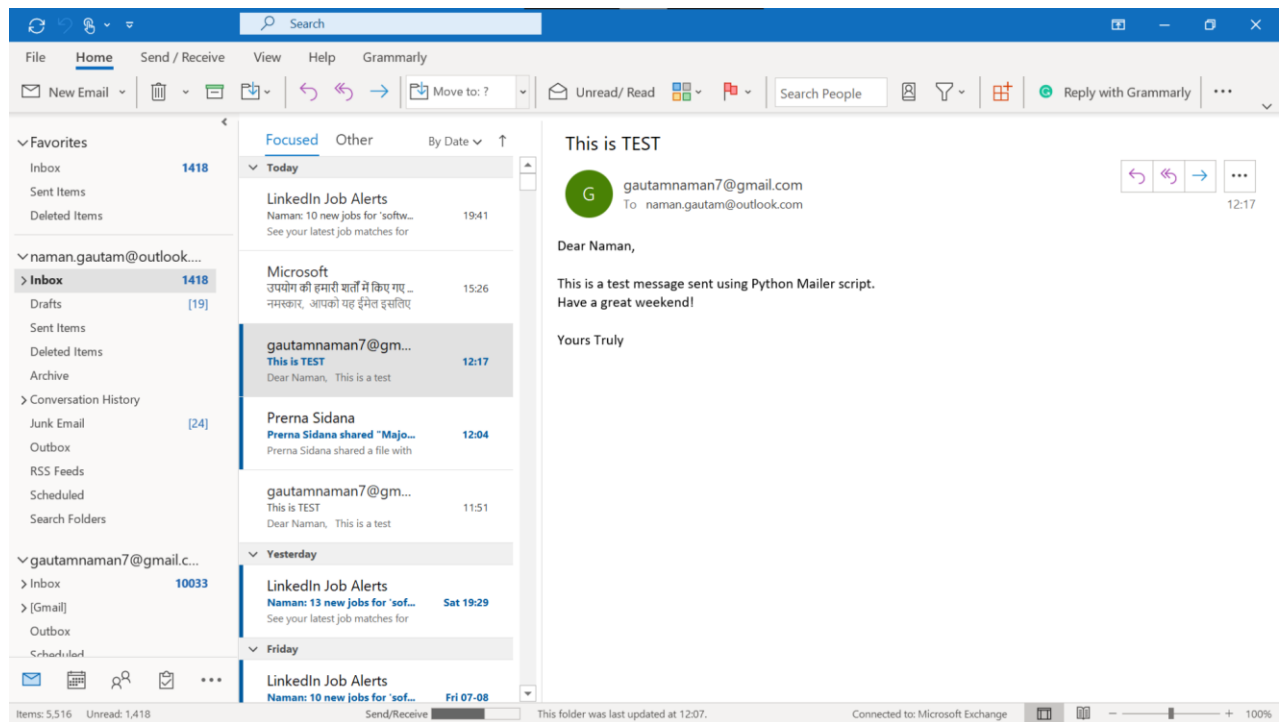 Search
File Home Send / Receive View Help Grammarly
New Email Move to: ? Unread/ Read Search People Reply with Grammarly
Favorites
Inbox 1418
Sent Items
Deleted Items
naman.gautam@outlook....
Inbox 1418
Drafts [19]
Sent Items
Deleted Items
Archive
Conversation History
Junk Email [24]
Outbox
RSS Feeds
Scheduled
Search Folders
gautamnaman7@gmail.c...
Inbox 10033
[Gmail]
Outbox
Scheduled
Focused Other By Date
Today
LinkedIn Job Alerts
Naman: 10 new jobs for 'softw... 19:41
See your latest job matches for
Microsoft
उपयोग की हमारी शर्तों में किए गए ... 15:26
नमस्कार, आपको यह ईमेल इसलिए
gautamnaman7@gm...
This is TEST 12:17
Dear Naman, This is a test
Prerna Sidana
Prerna Sidana shared "Majo... 12:04
Prerna Sidana shared a file with
gautamnaman7@gm...
This is TEST 11:51
Dear Naman, This is a test
Yesterday
LinkedIn Job Alerts
Naman: 13 new jobs for 'sof... Sat 19:29
See your latest job matches for
Friday
LinkedIn Job Alerts
Naman: 10 new jobs for 'sof... Fri 07-08
This is TEST
G
gautamnaman7@gmail.com
To naman.gautam@outlook.com
12:17
Dear Naman,
This is a test message sent using Python Mailer script.
Have a great weekend!
Yours Truly
Items: 5,516 Unread: 1,418 Send/Receive This folder was last updated at 12:07. Connected to: Microsoft Exchange 100%